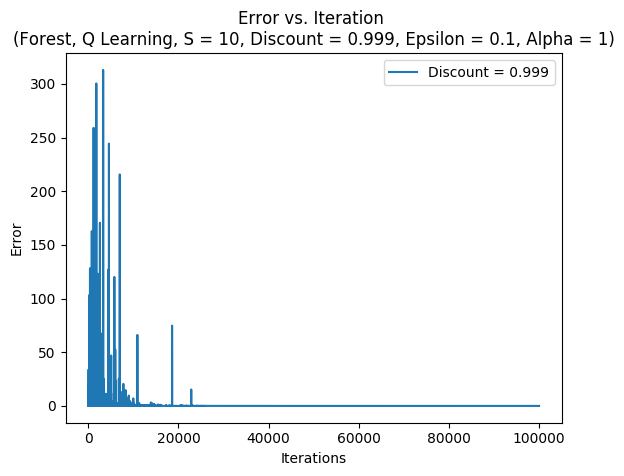 Error vs. Iteration
(Forest, Q Learning, S = 10, Discount = 0.999, Epsilon = 0.1, Alpha = 1)
Discount = 0.999
300
250
200
150
100
50
0
Error
0
20000
40000
60000
80000
100000
Iterations